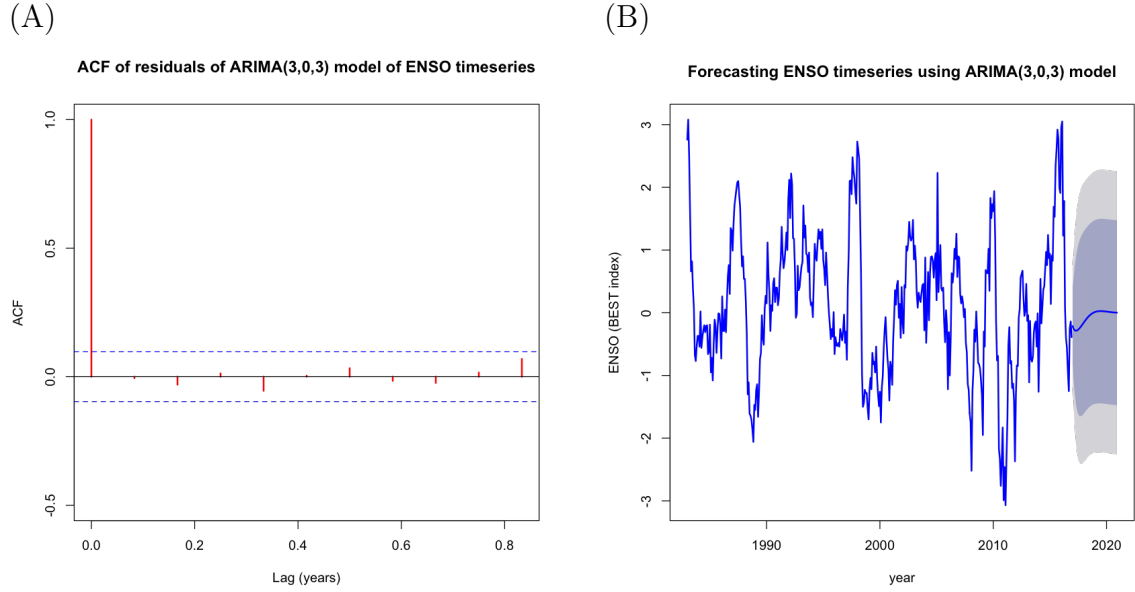 (A)
ACF of residuals of ARIMA(3,0,3) model of ENSO timeseries
ACF
1.0
0.5
0.0
-0.5
0.0 0.2 0.4 0.6 0.8
Lag (years)
(B)
Forecasting ENSO timeseries using ARIMA(3,0,3) model
ENSO (BEST index)
3
2
1
0
-1
-2
-3
1990 2000 2010 2020
year